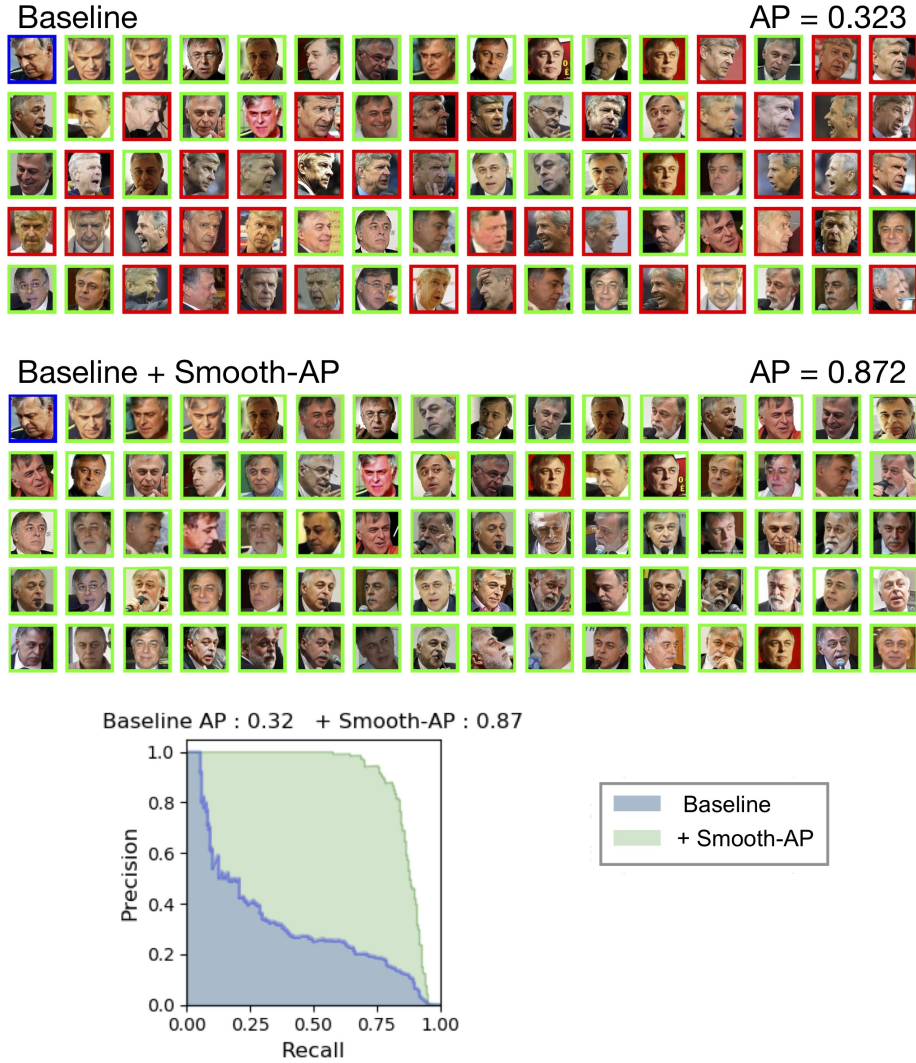 Baseline AP = 0.323
Baseline + Smooth-AP AP = 0.872
Baseline AP : 0.32 + Smooth-AP : 0.87
1.0
0.8
0.6
0.4
0.2
0.0
Precision
0.00 0.25 0.50 0.75 1.00
Recall
Baseline
+ Smooth-AP